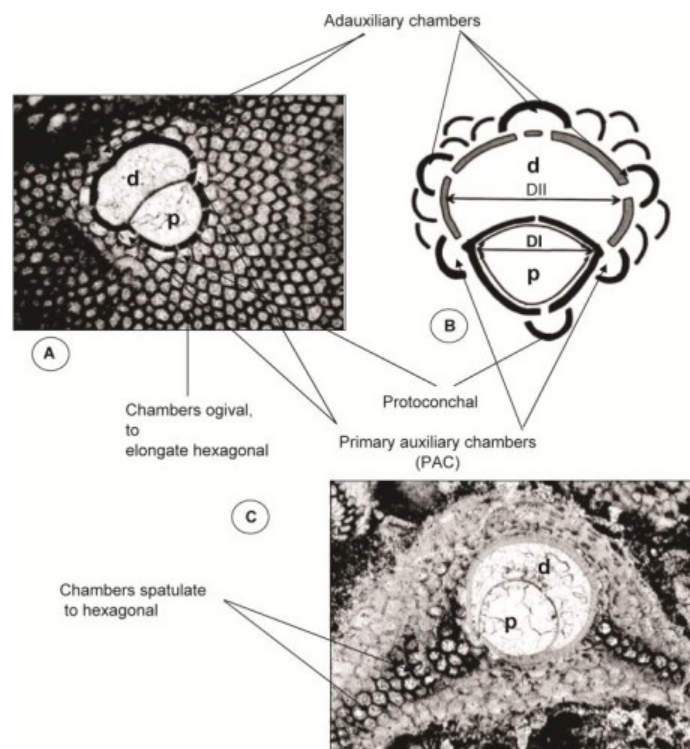 Adauxiliary chambers
d
p
A
d
DII
DI
p
B
Chambers ogival,
to
elongate hexagonal
Protoconchal
Primary auxiliary chambers
(PAC)
C
Chambers spatulate
to hexagonal
d
p